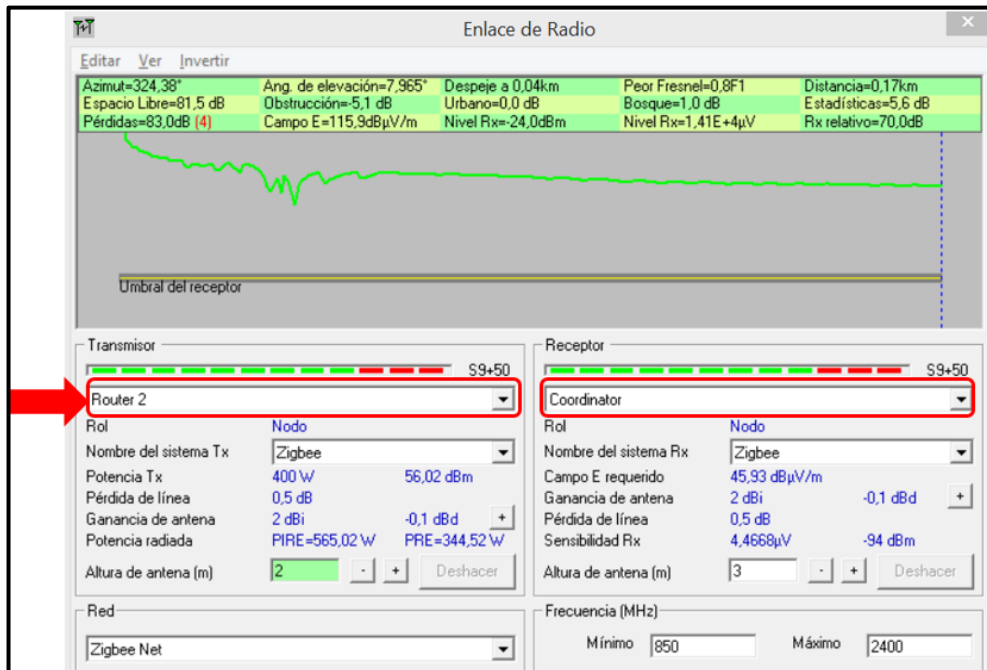 Enlace de Radio
Editar Ver Invertir
Azimut=324,38° Ang. de elevación=7,965° Despeje a 0,04km Peor Fresnel=0,8F1 Distancia=0,17km
Espacio Libre=81,5 dB Obstrucción=-5,1 dB Urbano=0,0 dB Bosque=1,0 dB Estadísticas=5,6 dB
Pérdidas=83,0dB (4) Campo E=115,9dBµV/m Nivel Rx=-24,0dBm Nivel Rx=1,41E+4µV Rx relativo=70,0dB
Umbral del receptor
Transmisor
S9+50
Router 2
Rol Nodo
Nombre del sistema Tx Zigbee
Potencia Tx 400 W 56,02 dBm
Pérdida de línea 0,5 dB
Ganancia de antena 2 dBi -0,1 dBd +
Potencia radiada PIRE=565,02 W PRE=344,52 W
Altura de antena (m) 2 - + Deshacer
Receptor
S9+50
Coordinator
Rol Nodo
Nombre del sistema Rx Zigbee
Campo E requerido 45,93 dBµV/m
Ganancia de antena 2 dBi -0,1 dBd +
Pérdida de línea 0,5 dB
Sensibilidad Rx 4,4668µV -94 dBm
Altura de antena (m) 3 - + Deshacer
Red
Zigbee Net
Frecuencia (MHz)
Mínimo 850 Máximo 2400